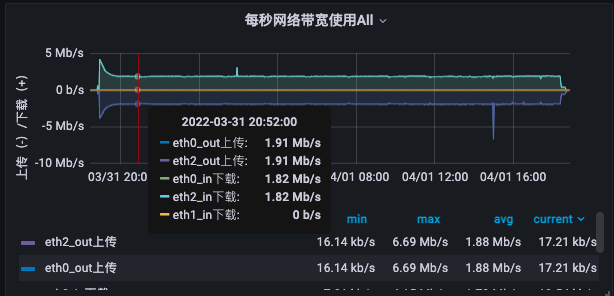 每秒网络带宽使用All
5 Mb/s
0 b/s
-5 Mb/s
-10 Mb/s
上传 (-) /下载 (+)
03/31 20:00
04/01 08:00
04/01 12:00
04/01 16:00
2022-03-31 20:52:00
eth0_out上传: 1.91 Mb/s
eth2_out上传: 1.91 Mb/s
eth0_in下载: 1.82 Mb/s
eth2_in下载: 1.82 Mb/s
eth1_in下载: 0 b/s
min max avg current
eth2_out上传 16.14 kb/s 6.69 Mb/s 1.88 Mb/s 17.21 kb/s
eth0_out上传 16.14 kb/s 6.69 Mb/s 1.88 Mb/s 17.21 kb/s